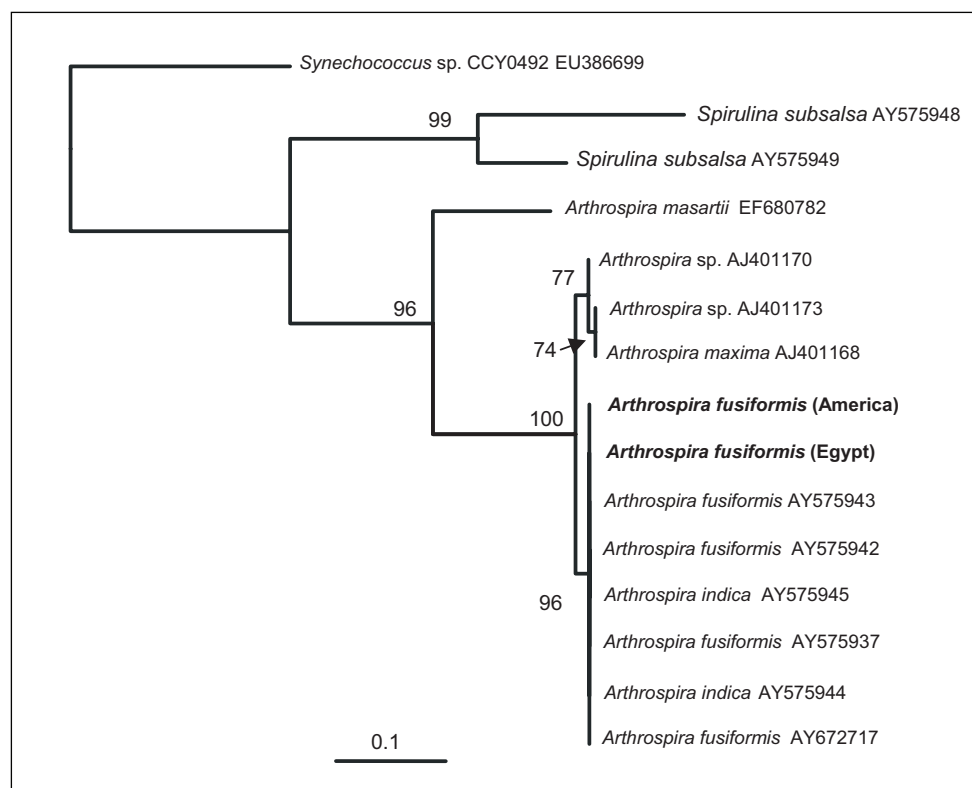 Synechococcus sp. CCY0492 EU386699
99
Spirulina subsalsa AY575948
Spirulina subsalsa AY575949
Arthrospira masartii EF680782
Arthrospira sp. AJ401170
77
Arthrospira sp. AJ401173
96
74
Arthrospira maxima AJ401168
Arthrospira fusiformis (America)
100
Arthrospira fusiformis (Egypt)
Arthrospira fusiformis AY575943
Arthrospira fusiformis AY575942
Arthrospira indica AY575945
96
Arthrospira fusiformis AY575937
Arthrospira indica AY575944
Arthrospira fusiformis AY672717
0.1